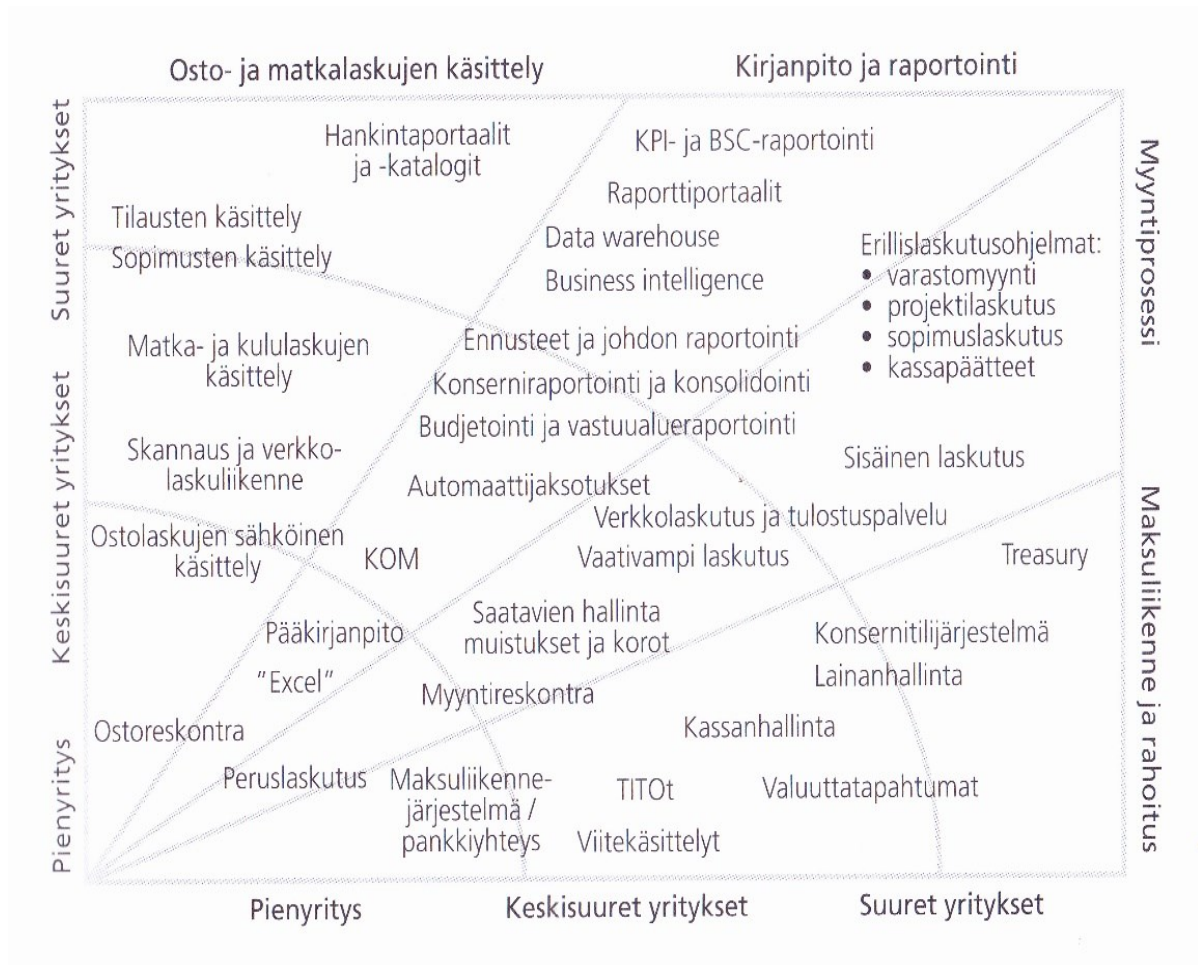 Osto- ja matkalaskujen käsittely
Kirjanpito ja raportointi
Suuret yritykset
Keskisuuret yritykset
Pienyritys
Hankintaportaalit
ja -katalogit
Tilausten käsittely
Sopimusten käsittely
Matka- ja kululaskujen
käsittely
Skannaus ja verkko-
laskuliikenne
Ostolaskujen sähköinen
käsittely
Ostoreskontra
KPI- ja BSC-raportointi
Raporttiportaalit
Data warehouse
Business intelligence
Ennusteet ja johdon raportointi
Konserniraportointi ja konsolidointi
Budjetointi ja vastuualueraportointi
Automaattijaksotukset
KOM
Pääkirjanpito
"Excel"
Erillislaskutusohjelmat:
• varastomyynti
• projektilaskutus
• sopimuslaskutus
• kassapäätteet
Sisäinen laskutus
Verkkolaskutus ja tulostuspalvelu
Vaativampi laskutus
Saatavien hallinta
muistukset ja korot
Myyntireskontra
Peruslaskutus
Treasury
Konsernitilijärjestelmä
Lainanhallinta
Kassanhallinta
Valuuttatapahtumat
TITOt
Viitekäsittelyt
Maksuliikenne-
järjestelmä /
pankkiyhteys
Myyntiprosessi
Maksuliikenne ja rahoitus
Pienyritys
Keskisuuret yritykset
Suuret yritykset